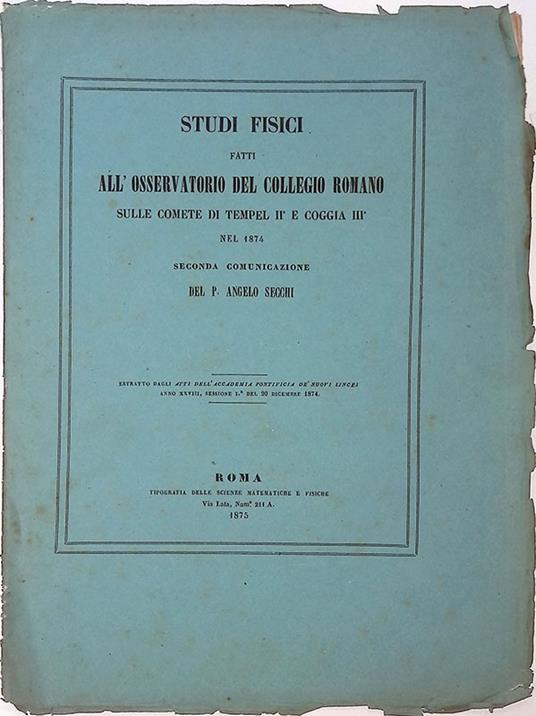 STUDI FISICI
FATTI
ALL' OSSERVATORIO DEL COLLEGIO ROMANO
SULLE COMETE DI TEMPEL II° E COGGIA III°
NEL 1874
SECONDA COMUNICAZIONE
DEL P. ANGELO SECCHI
ESTRATTO DAGLI ATTI DELL'ACCADEMIA PONTIFICIA DE' NUOVI LINCEI
ANNO XXVIII, SESSIONE I.ª DEL 20 DICEMBRE 1874.
ROMA
TIPOGRAFIA DELLE SCIENZE MATEMATICHE E FISICHE
Via Lata, Num.° 211 A.
1875